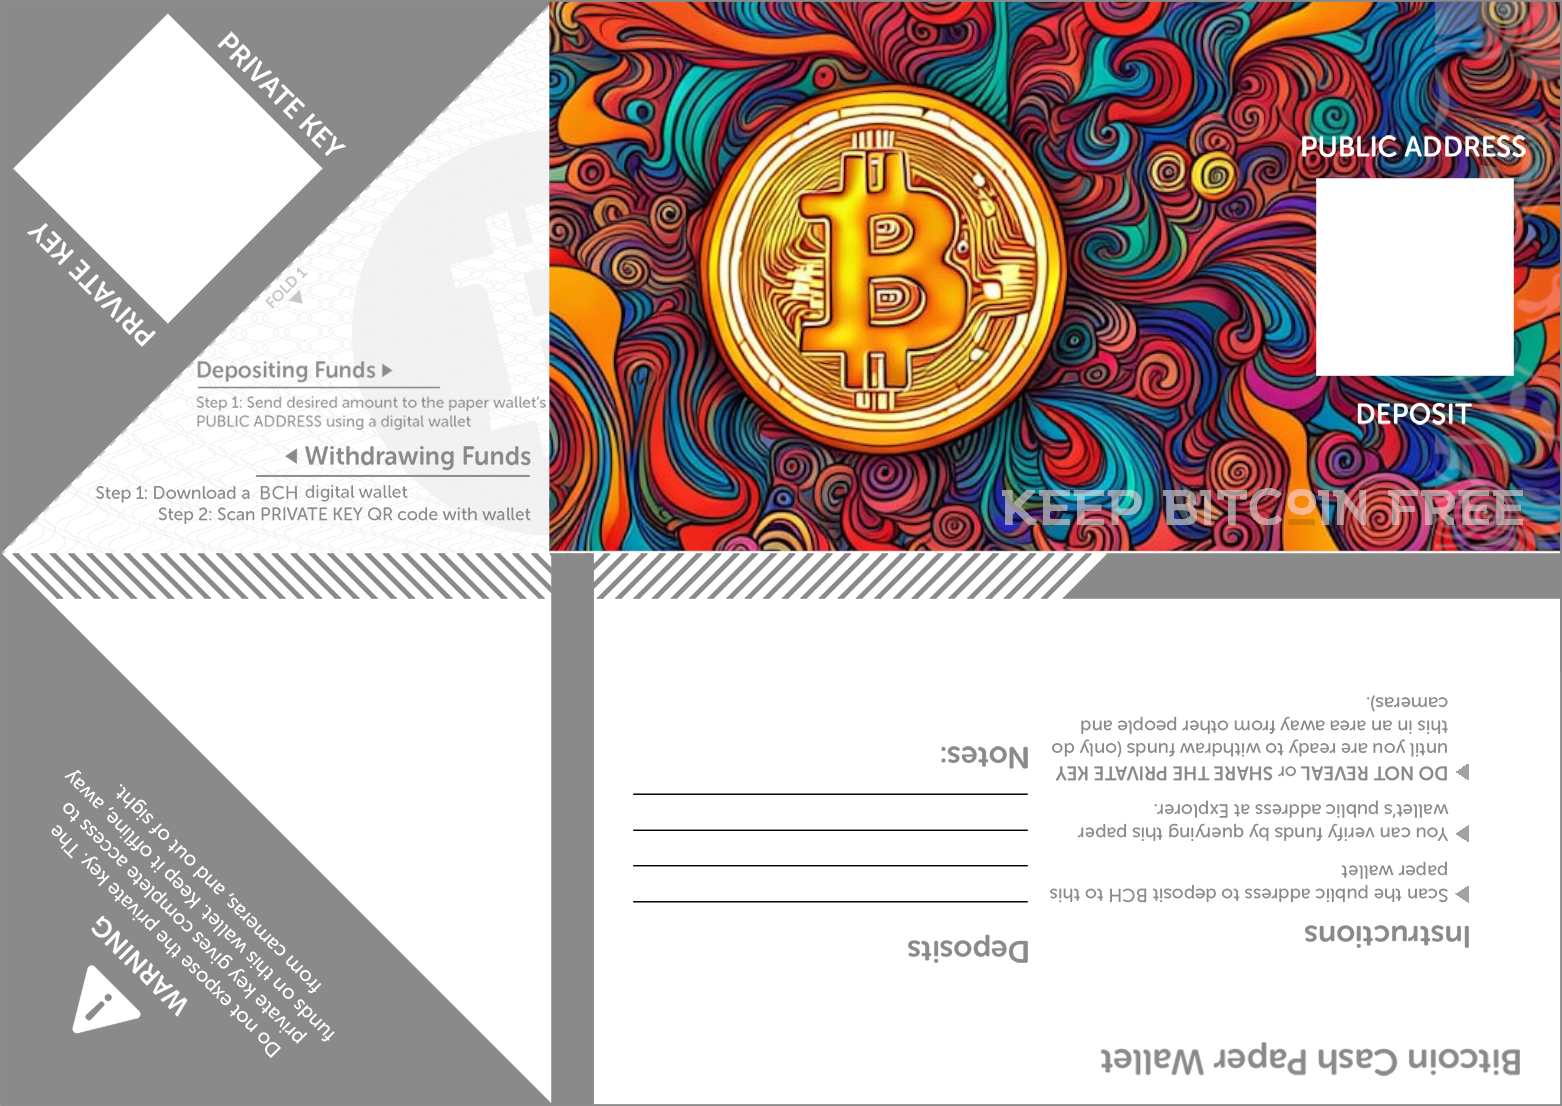 PRIVATE KEY
PRIVATE KEY
FOLD 1
Depositing Funds
Step 1: Send desired amount to the paper wallet's
PUBLIC ADDRESS using a digital wallet
Withdrawing Funds
Step 1: Download a BCH digital wallet
Step 2: Scan PRIVATE KEY QR code with wallet
PUBLIC ADDRESS
DEPOSIT
KEEP BITCOIN FREE
WARNING
Do not expose the private key. The
private key gives complete access to
funds on this wallet. Keep it offline, away
from cameras, and out of sight.
Bitcoin Cash Paper Wallet
Instructions
Scan the public address to deposit BCH to this
paper wallet
You can verify funds by querying this paper
wallet's public address at Explorer.
DO NOT REVEAL or SHARE THE PRIVATE KEY
until you are ready to withdraw funds (only do
this in an area away from other people and
cameras).
Deposits
Notes: